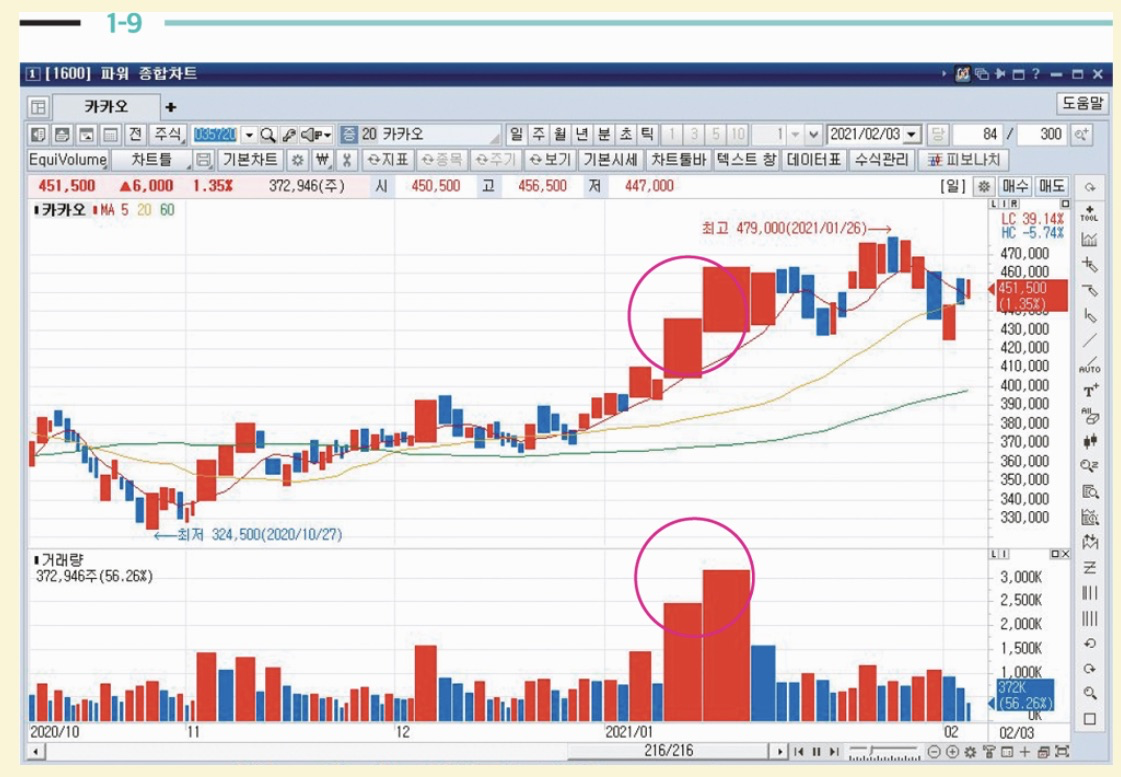 1-9
1 [1600] 파워 종합차트
카카오 + 도움말
전 주식 035720 증 20 카카오 일 주 월 년 분 초 틱 1 3 5 10 1 2021/02/03 당 84 / 300
EquiVolume 차트틀 기본차트 ₩ 지표 종목 주기 보기 기본시세 차트툴바 텍스트 창 데이터표 수식관리 피보나치
451,500 ▲6,000 1.35% 372,946(주) 시 450,500 고 456,500 저 447,000 [일] 매수 매도
카카오 MA 5 20 60
L I R
LC 39.14%
HC -5.74%
최고 479,000(2021/01/26)→
470,000
460,000
451,500
(1.35%)
440,000
430,000
420,000
410,000
400,000
390,000
380,000
370,000
360,000
350,000
340,000
330,000
←최저 324,500(2020/10/27)
TOOL
AUTO
T+
All
거래량
372,946주(56.26%)
L I
3,000K
2,500K
2,000K
1,500K
1,000K
372K
(56.26%)
0K
2020/10 11 12 2021/01 02 02/03
216/216